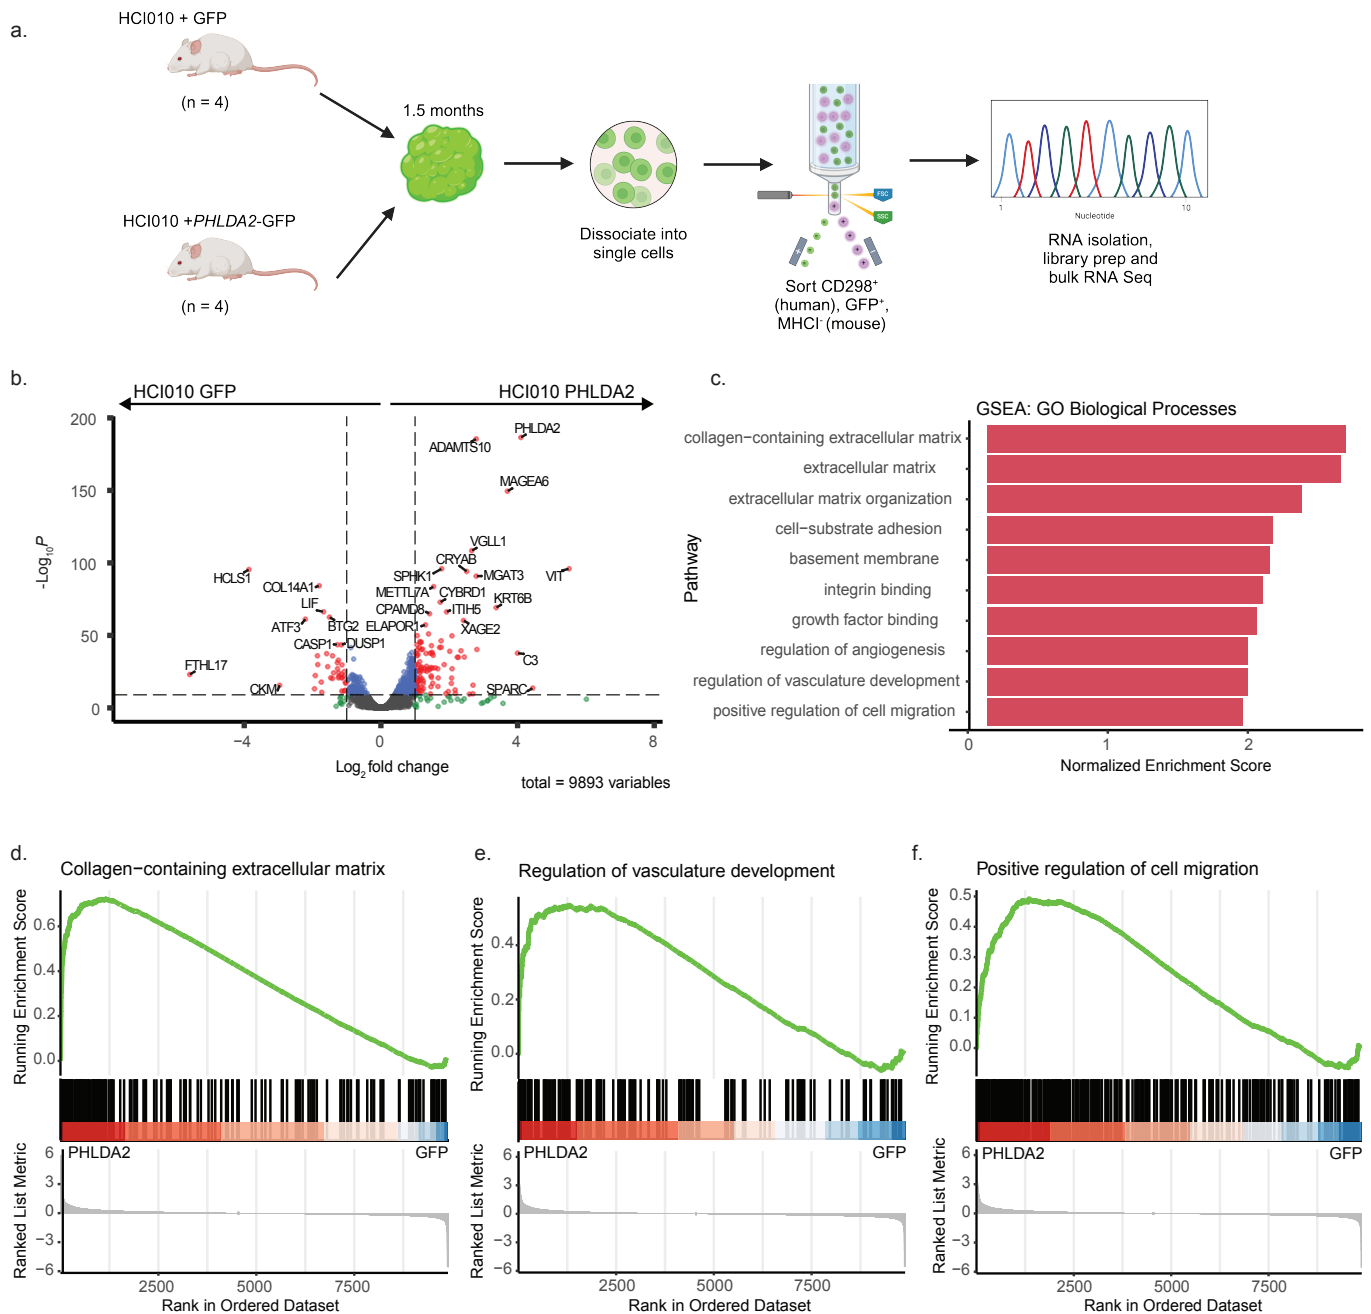 a.
HCI010 + GFP
(n = 4)
HCI010 +PHLDA2-GFP
(n = 4)
1.5 months
Dissociate into
single cells
FSC
SSC
Sort CD298⁺
(human), GFP⁺,
MHCI⁻ (mouse)
1 Nucleotide 10
RNA isolation,
library prep and
bulk RNA Seq
b.
HCI010 GFP
HCI010 PHLDA2
200
150
100
50
0
-Log₁₀P
PHLDA2
ADAMTS10
MAGEA6
VGLL1
CRYAB
SPHK1
MGAT3
VIT
HCLS1
COL14A1
METTL7A
CYBRD1
KRT6B
LIF
CPAMD8
ITIH5
ATF3
BTG2
ELAPOR1
XAGE2
CASP1
DUSP1
C3
FTHL17
CKM
SPARC
−4 0 4 8
Log₂ fold change
total = 9893 variables
c.
GSEA: GO Biological Processes
Pathway
collagen−containing extracellular matrix
extracellular matrix
extracellular matrix organization
cell−substrate adhesion
basement membrane
integrin binding
growth factor binding
regulation of angiogenesis
regulation of vasculature development
positive regulation of cell migration
0 1 2
Normalized Enrichment Score
d.
Collagen−containing extracellular matrix
Running Enrichment Score
0.6
0.4
0.2
0.0
PHLDA2 GFP
Ranked List Metric
6
3
0
−3
−6
2500 5000 7500
Rank in Ordered Dataset
e.
Regulation of vasculature development
Running Enrichment Score
0.4
0.2
0.0
PHLDA2 GFP
Ranked List Metric
6
3
0
−3
−6
2500 5000 7500
Rank in Ordered Dataset
f.
Positive regulation of cell migration
Running Enrichment Score
0.5
0.4
0.3
0.2
0.1
0.0
PHLDA2 GFP
Ranked List Metric
6
3
0
−3
−6
2500 5000 7500
Rank in Ordered Dataset